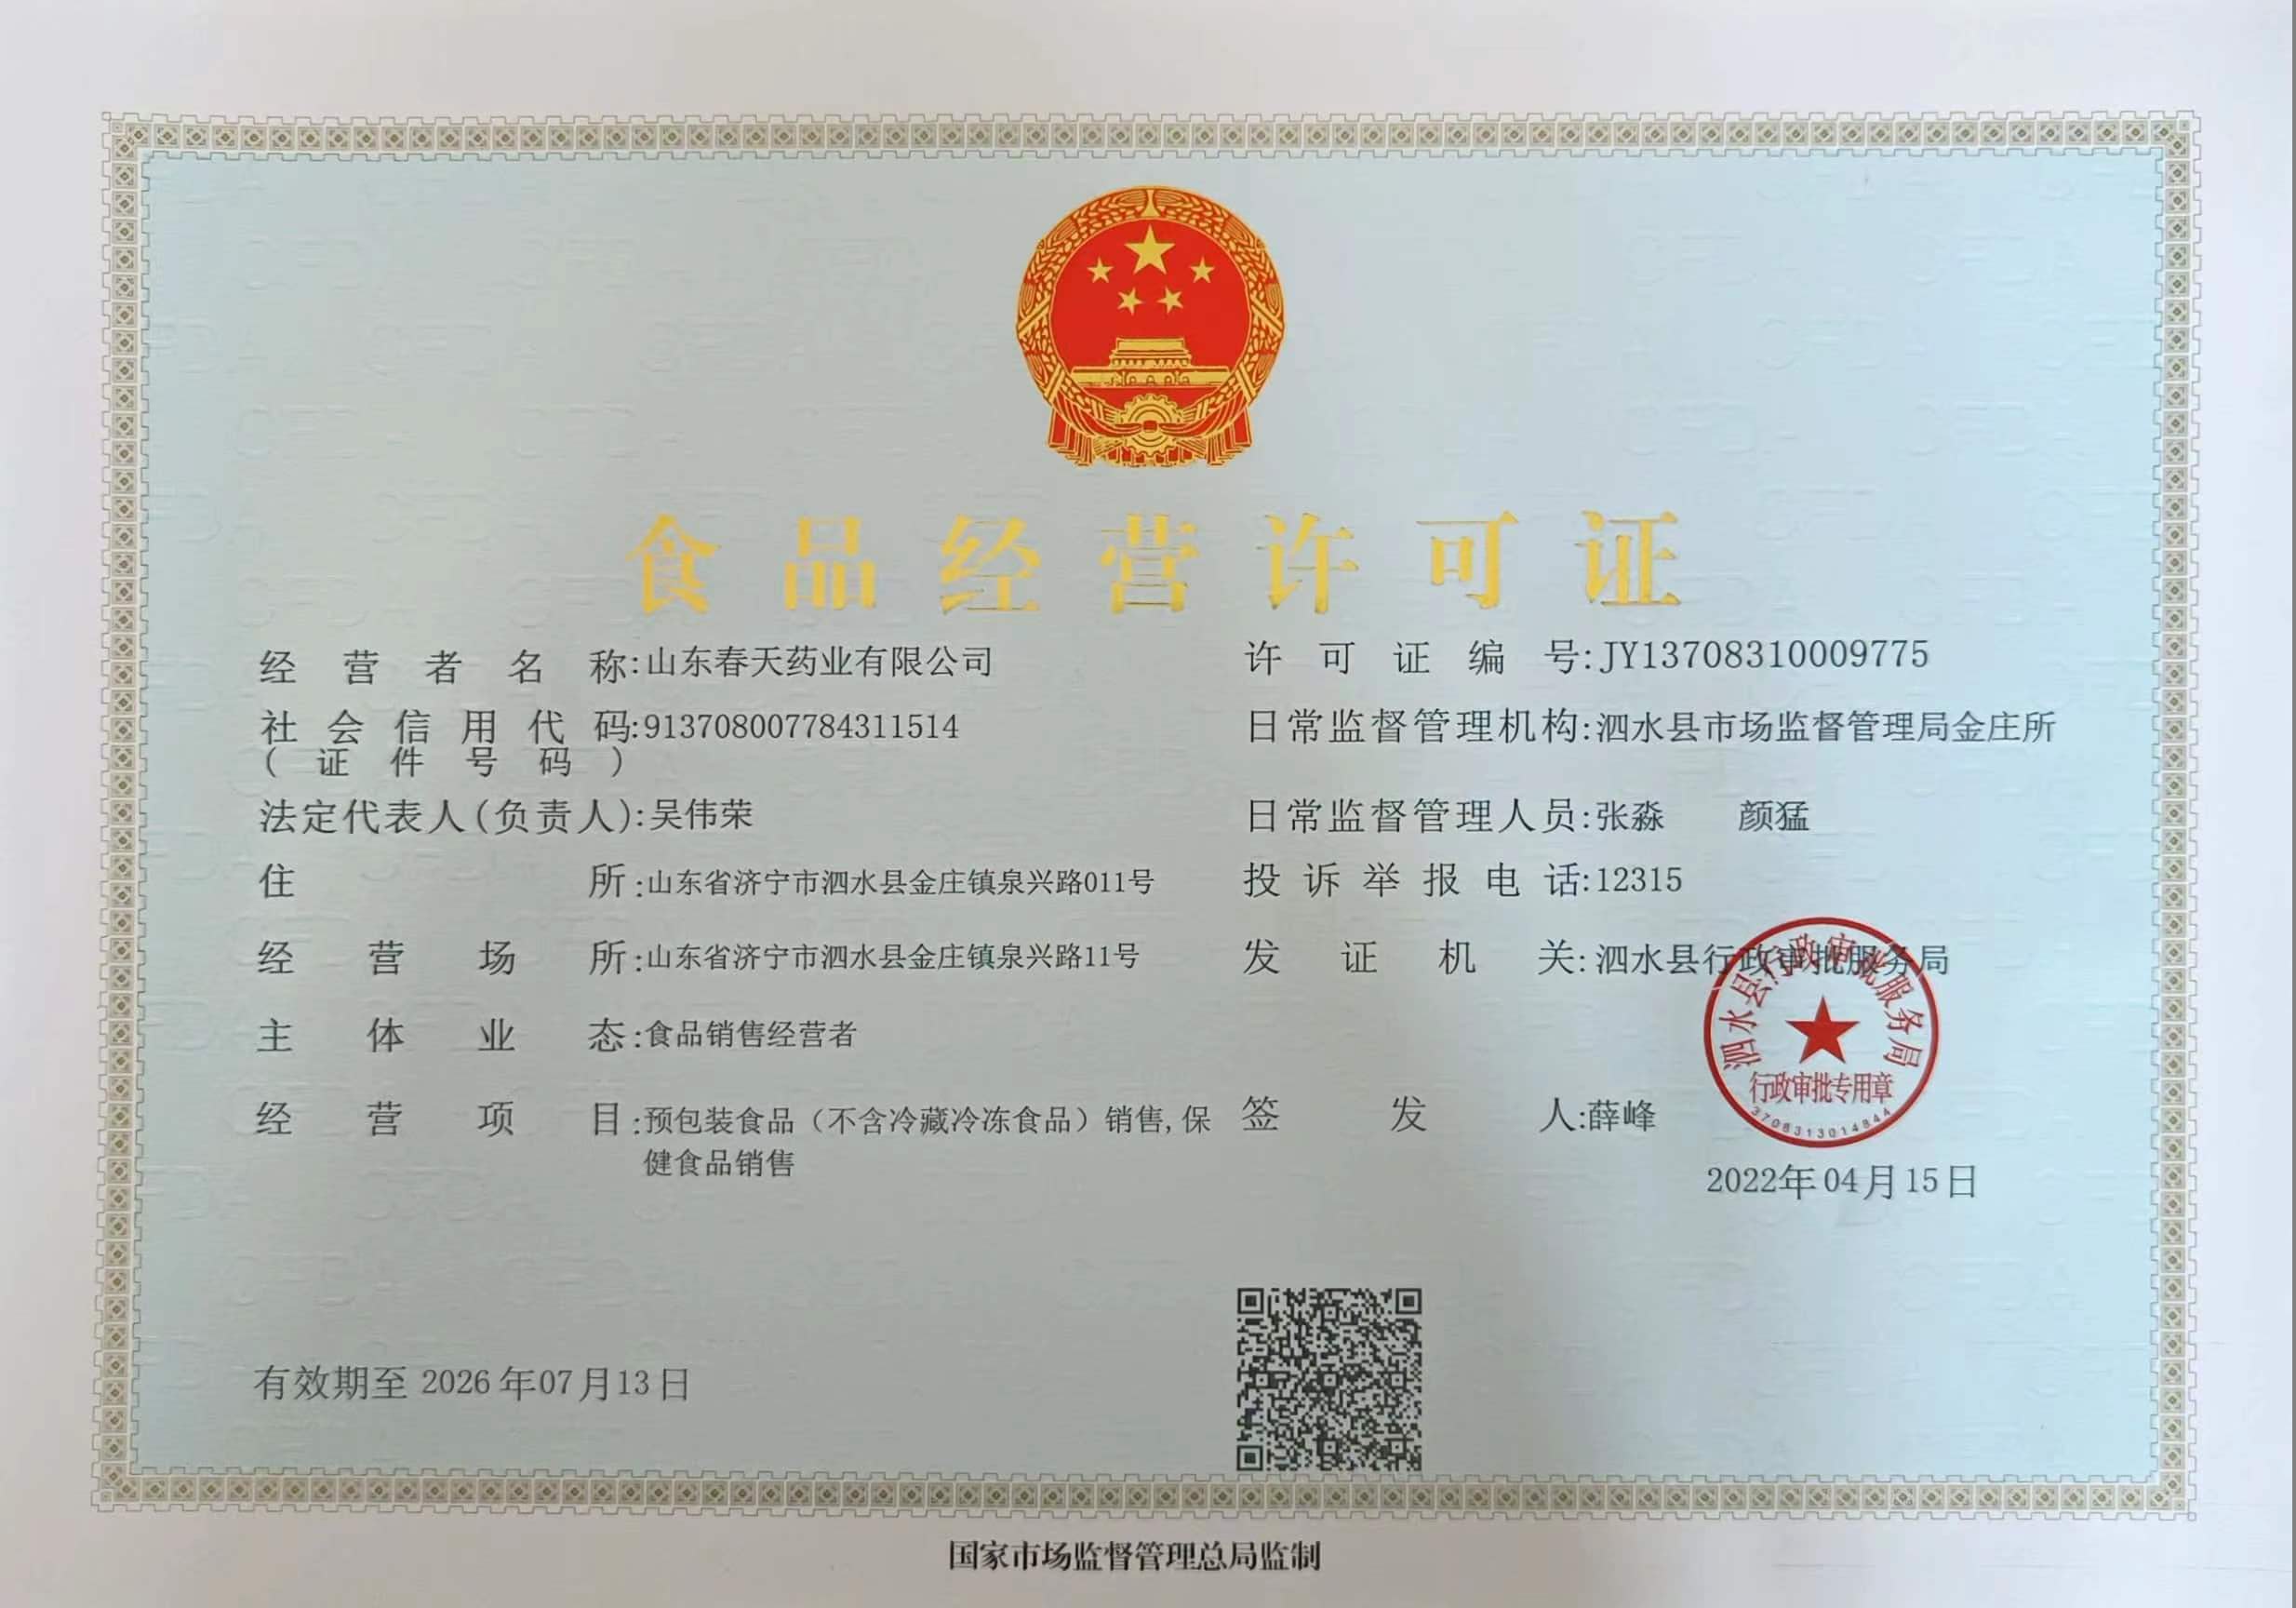 食品经营许可证
经营者名称:山东春天药业有限公司
社会信用代码:913708007784311514
(证件号码)
法定代表人(负责人):吴伟荣
住所:山东省济宁市泗水县金庄镇泉兴路011号
经营场所:山东省济宁市泗水县金庄镇泉兴路11号
主体业态:食品销售经营者
经营项目:预包装食品（不含冷藏冷冻食品）销售,保
健食品销售
许可证编号:JY13708310009775
日常监督管理机构:泗水县市场监督管理局金庄所
日常监督管理人员:张淼 颜猛
投诉举报电话:12315
发证机关:泗水县行政审批服务局
泗水县行政审批服务局
行政审批专用章
3708313014844
签发人:薛峰
2022年04月15日
有效期至2026年07月13日
国家市场监督管理总局监制